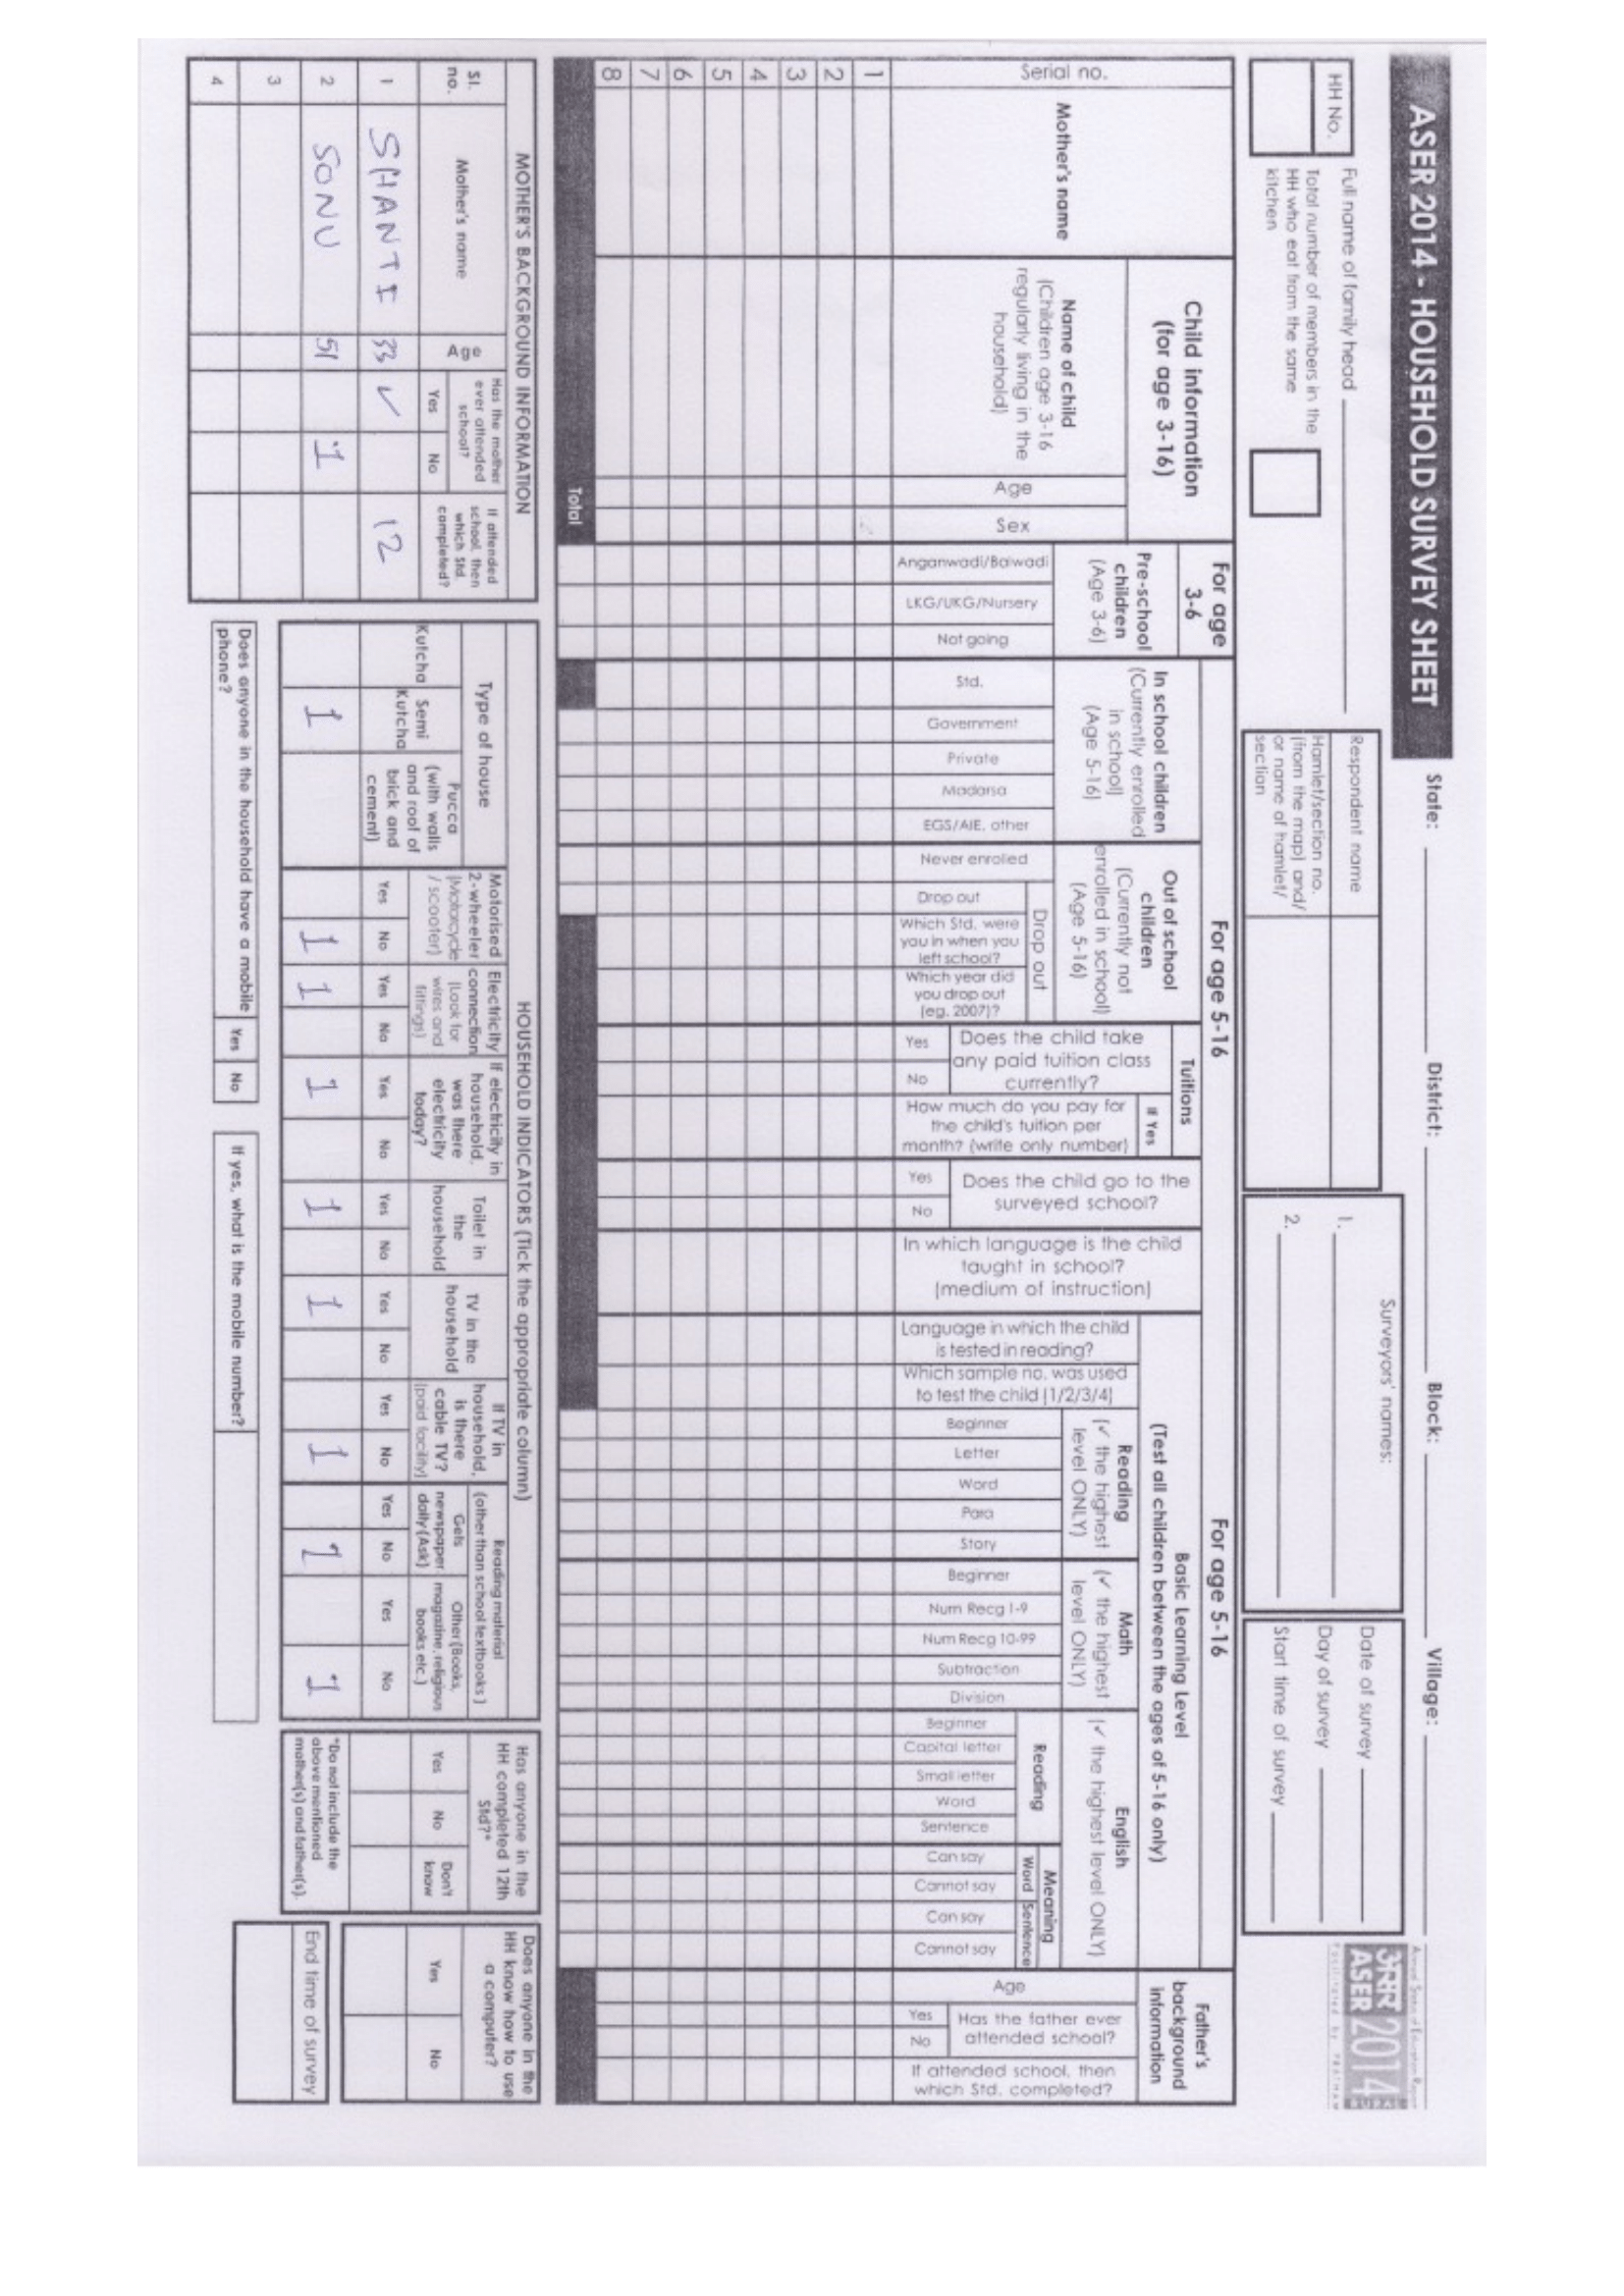 ASER 2014 - HOUSEHOLD SURVEY SHEET
State: District: Block: Village:
ASER 2014
HH No.
Full name of family head
Total number of members in the
HH who eat from the same
kitchen
Respondent name
Hamlet/section no.
(from the map) and/
or name of hamlet/
section
Surveyors' names:
1.
2.
Date of survey
Day of survey
Start time of survey
Serial no.
Mother's name
Child information
(for age 3-16)
Name of child
(Children age 3-16
regularly living in the
household)
Age
Sex
For age
3-6
Pre-school
children
(Age 3-6)
Anganwadi/Balwadi
LKG/UKG/Nursery
Not going
For age 5-16
In school children
(Currently enrolled
in school)
(Age 5-16)
Std.
Government
Private
Madarsa
EGS/AIE, other
Out of school
children
(Currently not
enrolled in school)
(Age 5-16)
Never enrolled
Drop out
Drop out
Which Std. were
you in when you
left school?
Which year did
you drop out
(eg. 2007)?
Tuitions
Does the child take
any paid tuition class
currently?
Yes
No
If Yes
How much do you pay for
the child's tuition per
month? (write only number)
Does the child go to the
surveyed school?
Yes
No
In which language is the child
taught in school?
(medium of instruction)
For age 5-16
Basic Learning Level
(Test all children between the ages of 5-16 only)
Language in which the child
is tested in reading?
Which sample no. was used
to test the child (1/2/3/4)
Reading
(✓ the highest
level ONLY)
Beginner
Letter
Word
Para
Story
Math
(✓ the highest
level ONLY)
Beginner
Num Recg 1-9
Num Recg 10-99
Subtraction
Division
English
(✓ the highest level ONLY)
Reading
Beginner
Capital letter
Small letter
Word
Sentence
Meaning
Word
Can say
Cannot say
Sentence
Can say
Cannot say
Father's
background
information
Age
Has the father ever
attended school?
Yes
No
If attended school, then
which Std. completed?
1
2
3
4
5
6
7
8
Total
MOTHER'S BACKGROUND INFORMATION
Sl.
no.
Mother's name
Age
Has the mother
ever attended
school?
Yes No
If attended
school, then
which Std.
completed?
1 SHANTI 33 ✓ 12
2 SONU 51 1
3
4
HOUSEHOLD INDICATORS (Tick the appropriate column)
Type of house
Kutcha
Semi
Kutcha
Pucca
(with walls
and roof of
brick and
cement)
Motorised
2-wheeler
(Motorcycle
/ scooter)
Yes No
Electricity
connection
(Look for
wires and
fittings)
Yes No
If electricity in
household,
was there
electricity
today?
Yes No
Toilet in
the
household
Yes No
TV in the
household
Yes No
If TV in
household,
is there
cable TV?
(paid facility)
Yes No
Reading material
(other than school textbooks)
Gets
newspaper
daily (Ask)
Yes No
Other (Books,
magazine, religious
books etc.)
Yes No
1 1 1 1 1 1 1 1 1
Does anyone in the household have a mobile
phone?
Yes No
If yes, what is the mobile number?
Has anyone in the
HH completed 12th
Std?*
Yes No Don't
know
*Do not include the
above mentioned
mother(s) and father(s).
Does anyone in the
HH know how to use
a computer?
Yes No
End time of survey